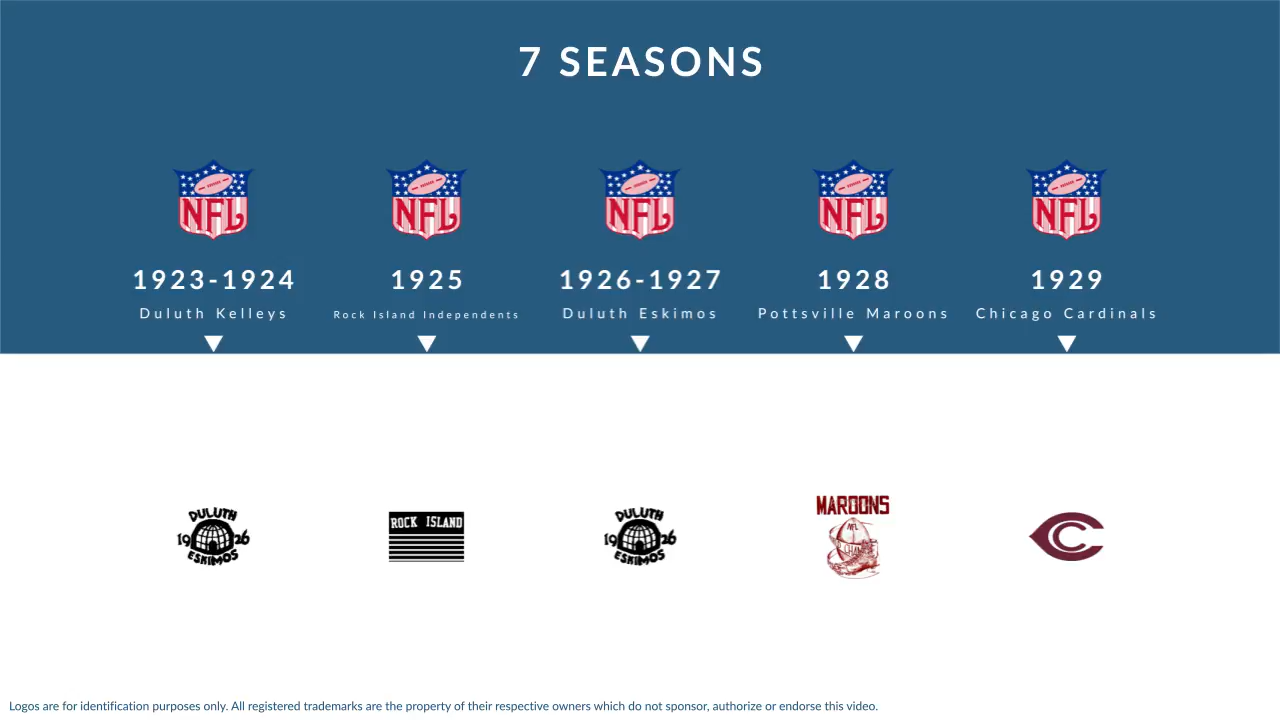 7 SEASONS
NFL NFL NFL NFL NFL
1923-1924 1925 1926-1927 1928 1929
Duluth Kelleys Rock Island Independents Duluth Eskimos Pottsville Maroons Chicago Cardinals
DULUTH
1926
ESKIMOS
ROCK ISLAND
DULUTH
1926
ESKIMOS
MAROONS
NFL
C
Logos are for identification purposes only. All registered trademarks are the property of their respective owners which do not sponsor, authorize or endorse this video.